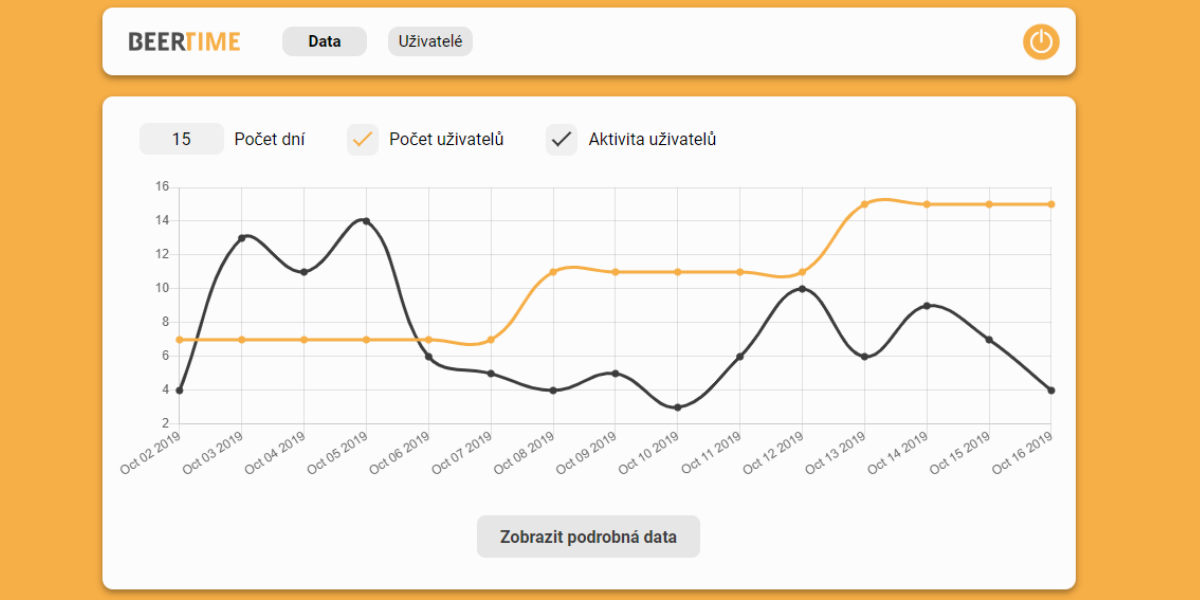 BEERTIME Data Uživatelé
15 Počet dní Počet uživatelů Aktivita uživatelů
16
14
12
10
8
6
4
2
Oct 02 2019 Oct 03 2019 Oct 04 2019 Oct 05 2019 Oct 06 2019 Oct 07 2019 Oct 08 2019 Oct 09 2019 Oct 10 2019 Oct 11 2019 Oct 12 2019 Oct 13 2019 Oct 14 2019 Oct 15 2019 Oct 16 2019
Zobrazit podrobná data